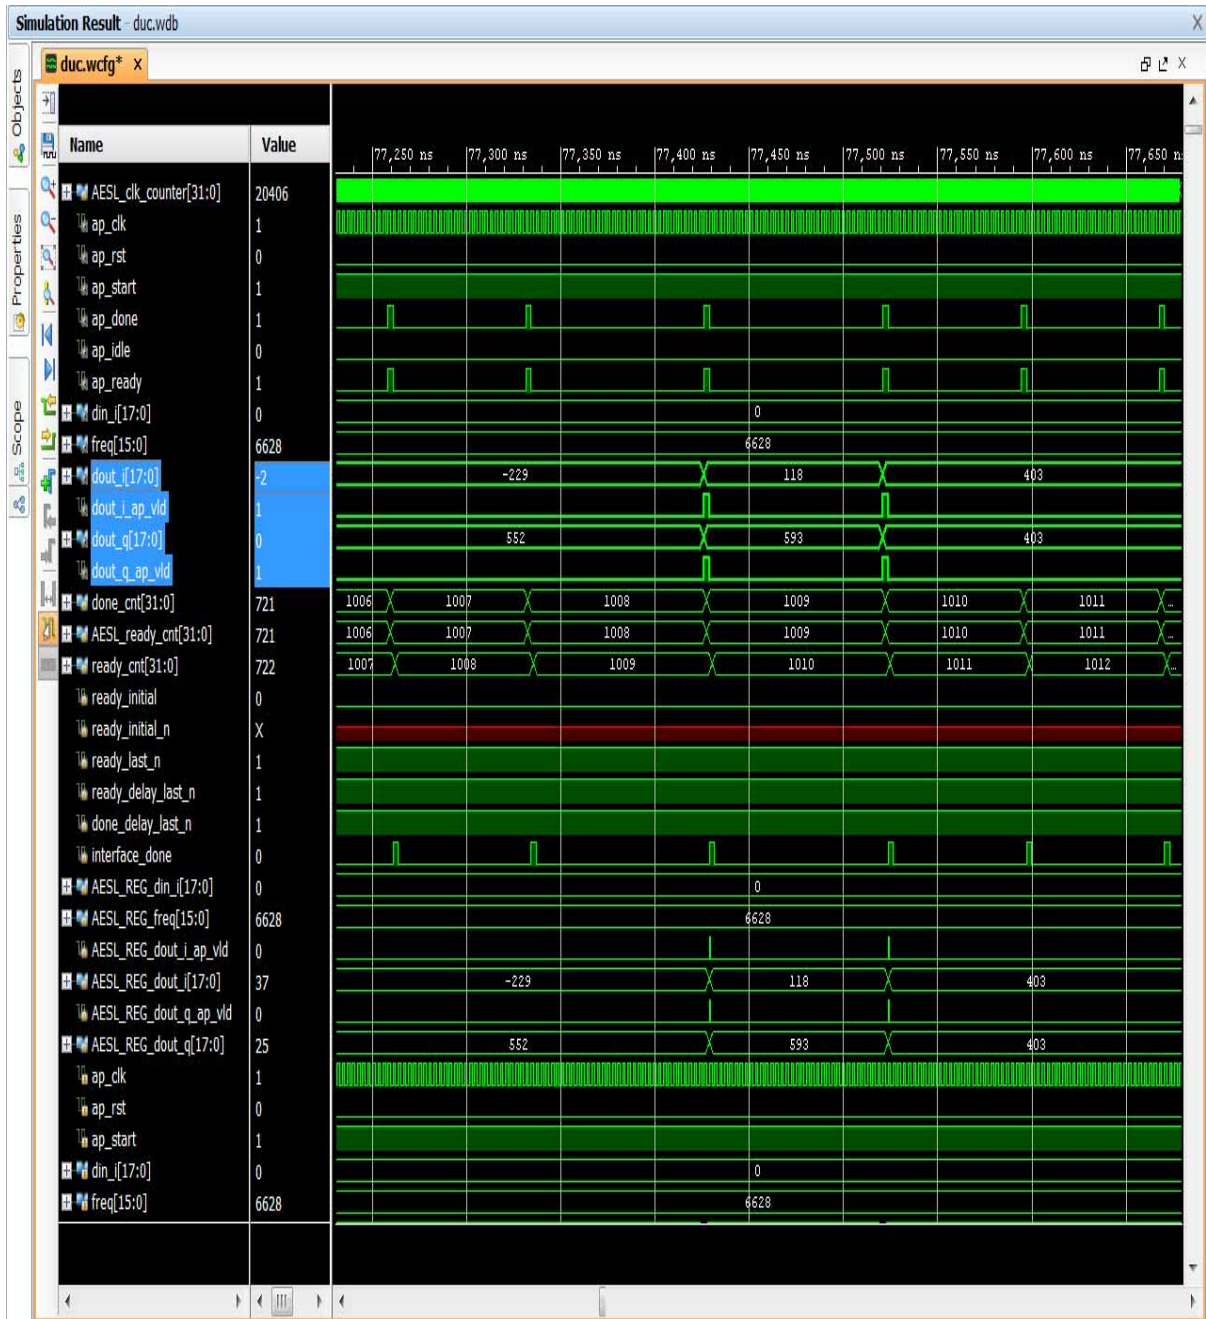 Simulation Result - duc.wdb
Objects
Properties
Scope
duc.wcfg*
Name Value
77,250 ns 77,300 ns 77,350 ns 77,400 ns 77,450 ns 77,500 ns 77,550 ns 77,600 ns 77,650 n
AESL_clk_counter[31:0] 20406
ap_clk 1
ap_rst 0
ap_start 1
ap_done 1
ap_idle 0
ap_ready 1
din_i[17:0] 0 0
freq[15:0] 6628 6628
dout_i[17:0] -2 -229 118 403
dout_i_ap_vld 1
dout_q[17:0] 0 552 593 403
dout_q_ap_vld 1
done_cnt[31:0] 721 1006 1007 1008 1009 1010 1011 ...
AESL_ready_cnt[31:0] 721 1006 1007 1008 1009 1010 1011 ...
ready_cnt[31:0] 722 1007 1008 1009 1010 1011 1012 ...
ready_initial 0
ready_initial_n X
ready_last_n 1
ready_delay_last_n 1
done_delay_last_n 1
interface_done 0
AESL_REG_din_i[17:0] 0 0
AESL_REG_freq[15:0] 6628 6628
AESL_REG_dout_i_ap_vld 0
AESL_REG_dout_i[17:0] 37 -229 118 403
AESL_REG_dout_q_ap_vld 0
AESL_REG_dout_q[17:0] 25 552 593 403
ap_clk 1
ap_rst 0
ap_start 1
din_i[17:0] 0 0
freq[15:0] 6628 6628